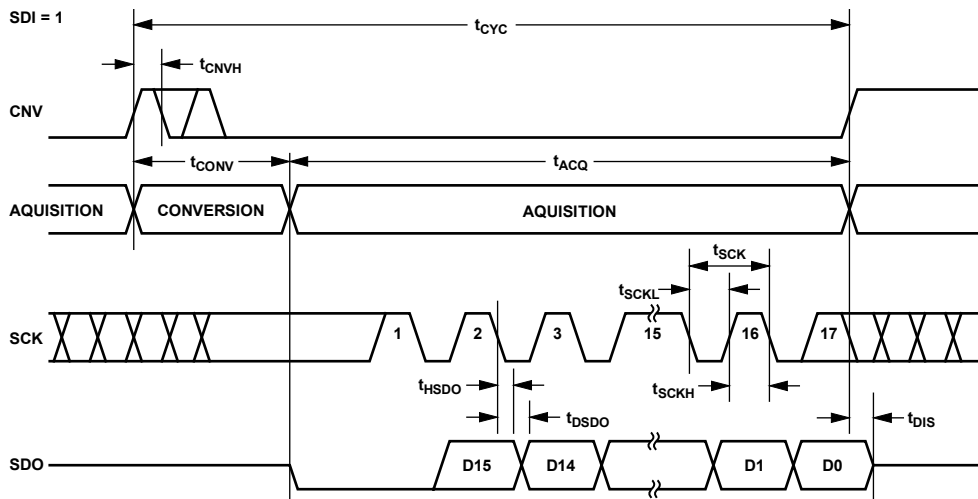 SDI = 1
tCYC
tCNVH
CNV
tCONV
tACQ
AQUISITION
CONVERSION
AQUISITION
tSCK
tSCKL
SCK
1
2
3
15
16
17
tHSDO
tSCKH
tDSDO
tDIS
SDO
D15
D14
D1
D0